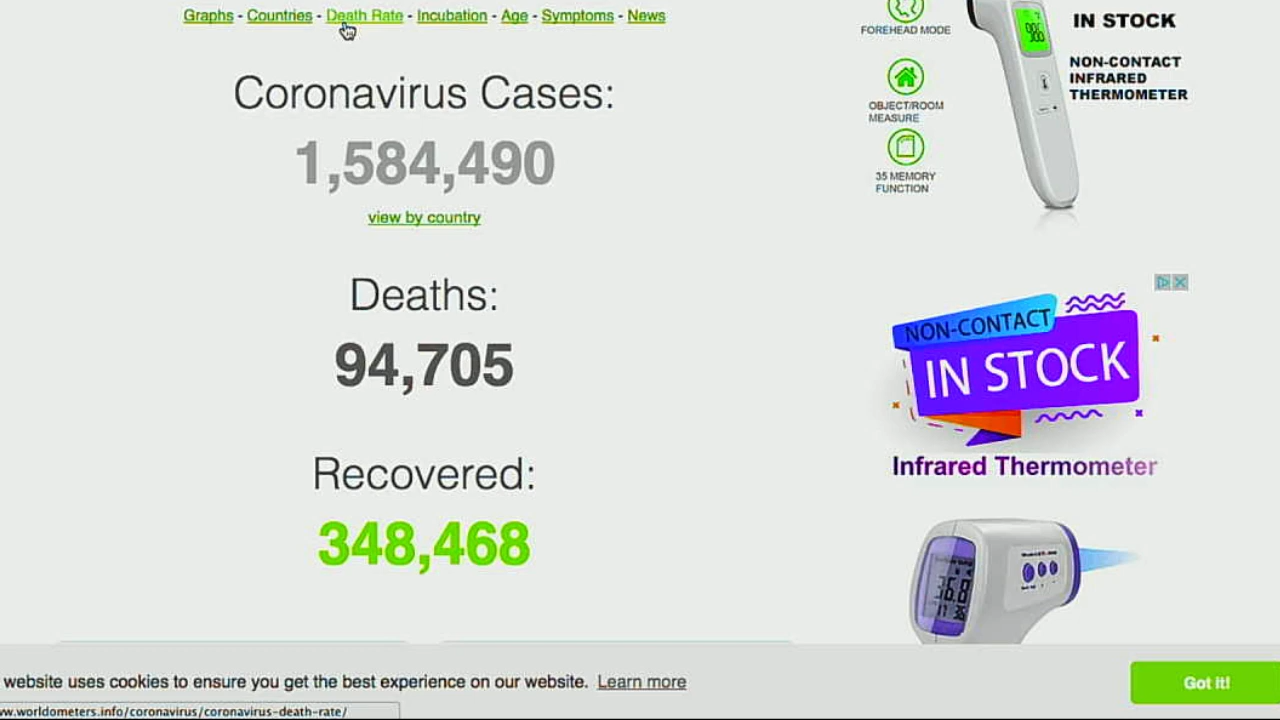 Graphs - Countries - Death Rate - Incubation - Age - Symptoms - News
Coronavirus Cases:
1,584,490
view by country
Deaths:
94,705
Recovered:
348,468
FOREHEAD MODE
OBJECT/ROOM
MEASURE
35 MEMORY
FUNCTION
IN STOCK
NON-CONTACT
INFRARED
THERMOMETER
NON-CONTACT
IN STOCK
Infrared Thermometer
website uses cookies to ensure you get the best experience on our website. Learn more
Got it!
w.worldometers.info/coronavirus/coronavirus-death-rate/